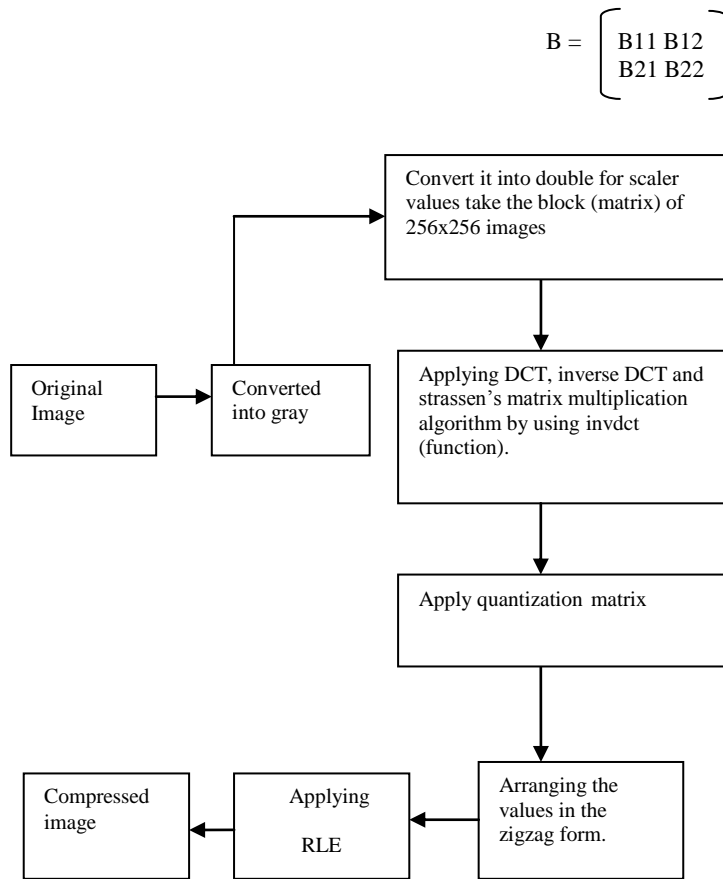 B = B11 B12
B21 B22
Convert it into double for scaler
values take the block (matrix) of
256x256 images
Original
Image
Converted
into gray
Applying DCT, inverse DCT and
strassen's matrix multiplication
algorithm by using invdct
(function).
Apply quantization matrix
Compressed
image
Applying
RLE
Arranging the
values in the
zigzag form.